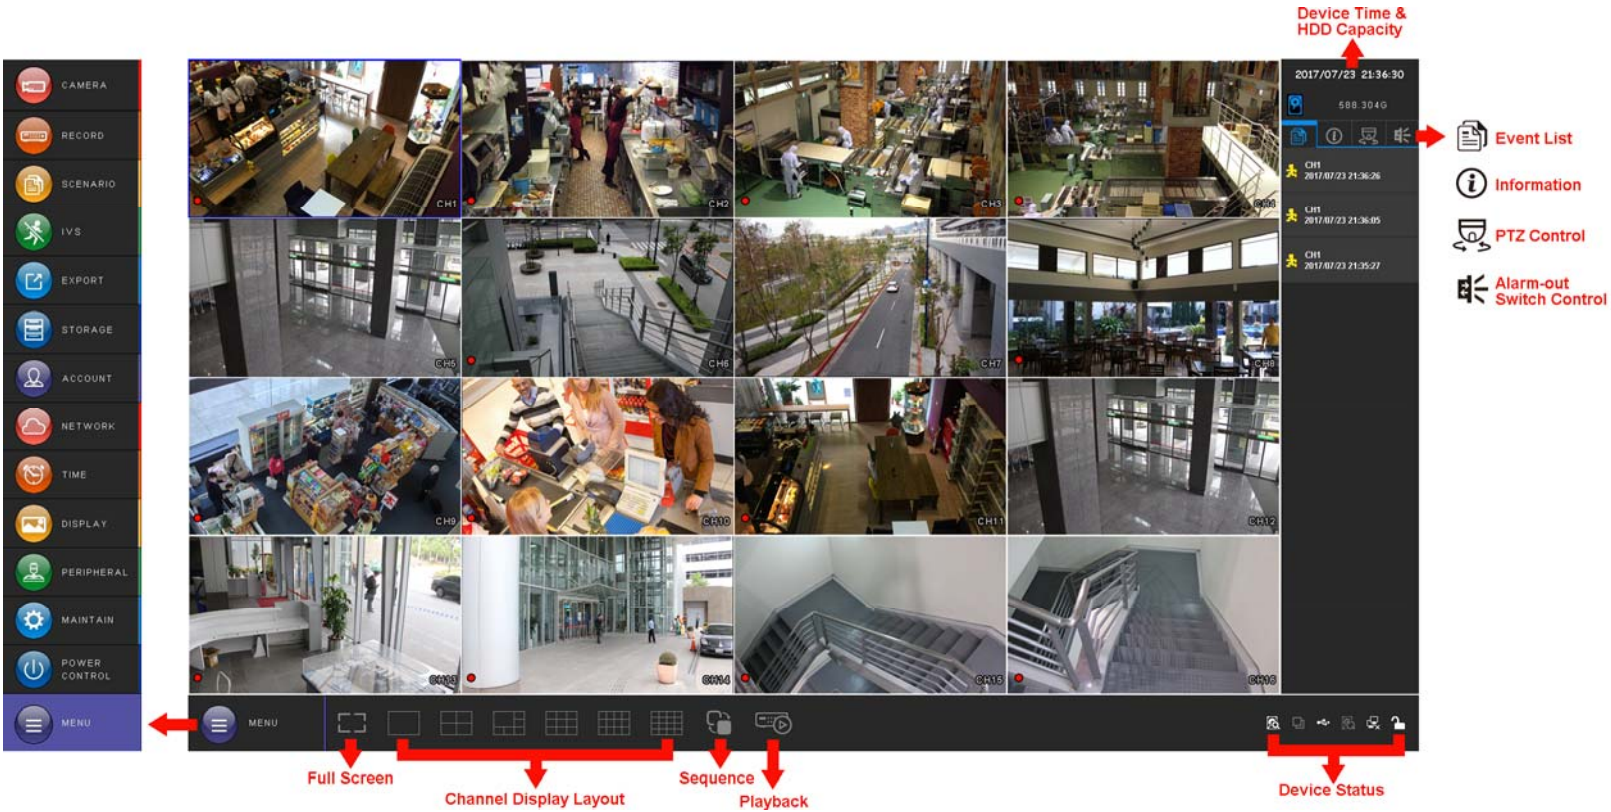 Device Time &
HDD Capacity
CAMERA
RECORD
SCENARIO
IVS
EXPORT
STORAGE
ACCOUNT
NETWORK
TIME
DISPLAY
PERIPHERAL
MAINTAIN
POWER
CONTROL
MENU
CH1
CH2
CH3
CH4
CH5
CH6
CH7
CH8
CH9
CH10
CH11
CH12
CH13
CH14
CH15
CH16
2017/07/23 21:36:30
588.304G
CH1
2017/07/23 21:36:26
CH1
2017/07/23 21:36:05
CH1
2017/07/23 21:35:27
Event List
Information
PTZ Control
Alarm-out
Switch Control
MENU
Full Screen
Channel Display Layout
Sequence
Playback
Device Status